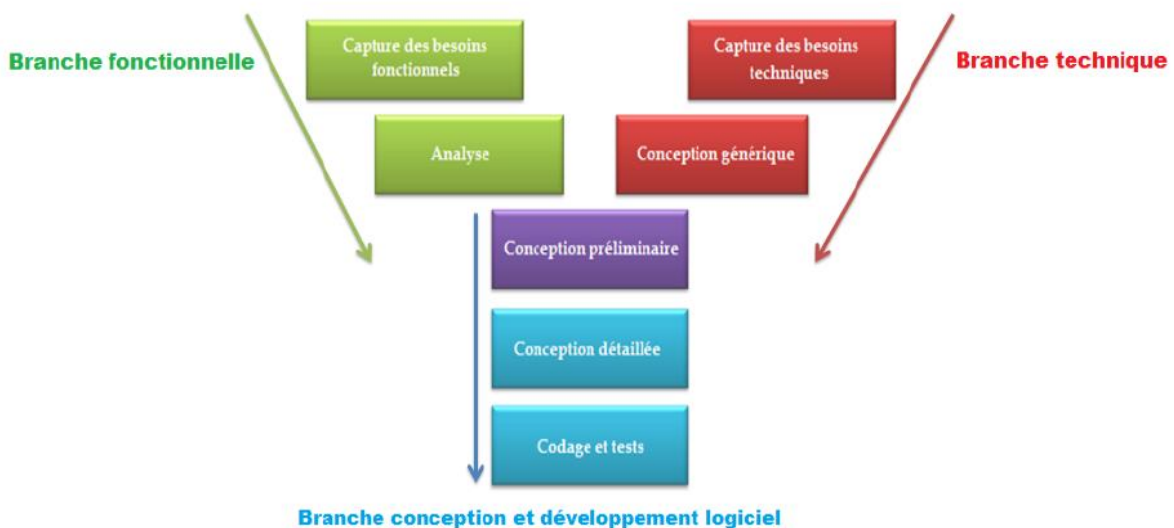 Branche fonctionnelle
Capture des besoins
fonctionnels
Capture des besoins
techniques
Branche technique
Analyse
Conception générique
Conception préliminaire
Conception détaillée
Codage et tests
Branche conception et développement logiciel